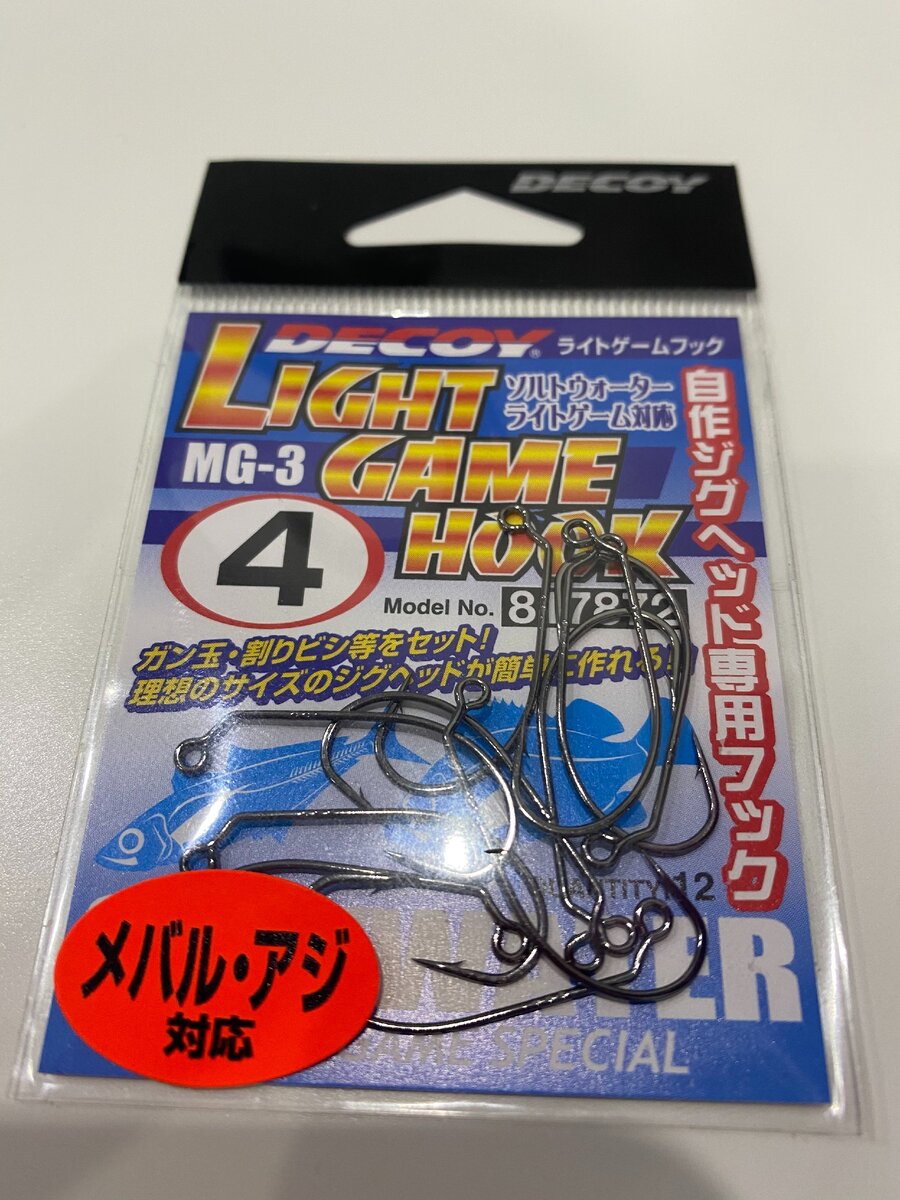 DECOY
DECOY® ライトゲームフック
LIGHT
GAME
HOOK
ソルトウォーター
ライトゲーム対応
MG-3
4
自作ジグヘッド専用フック
Model No.
ガン玉・割りビシ等をセット!
理想のサイズのジグヘッドが簡単に作れる!
QUANTITY 12
メバル・アジ
対応
GAME SPECIAL